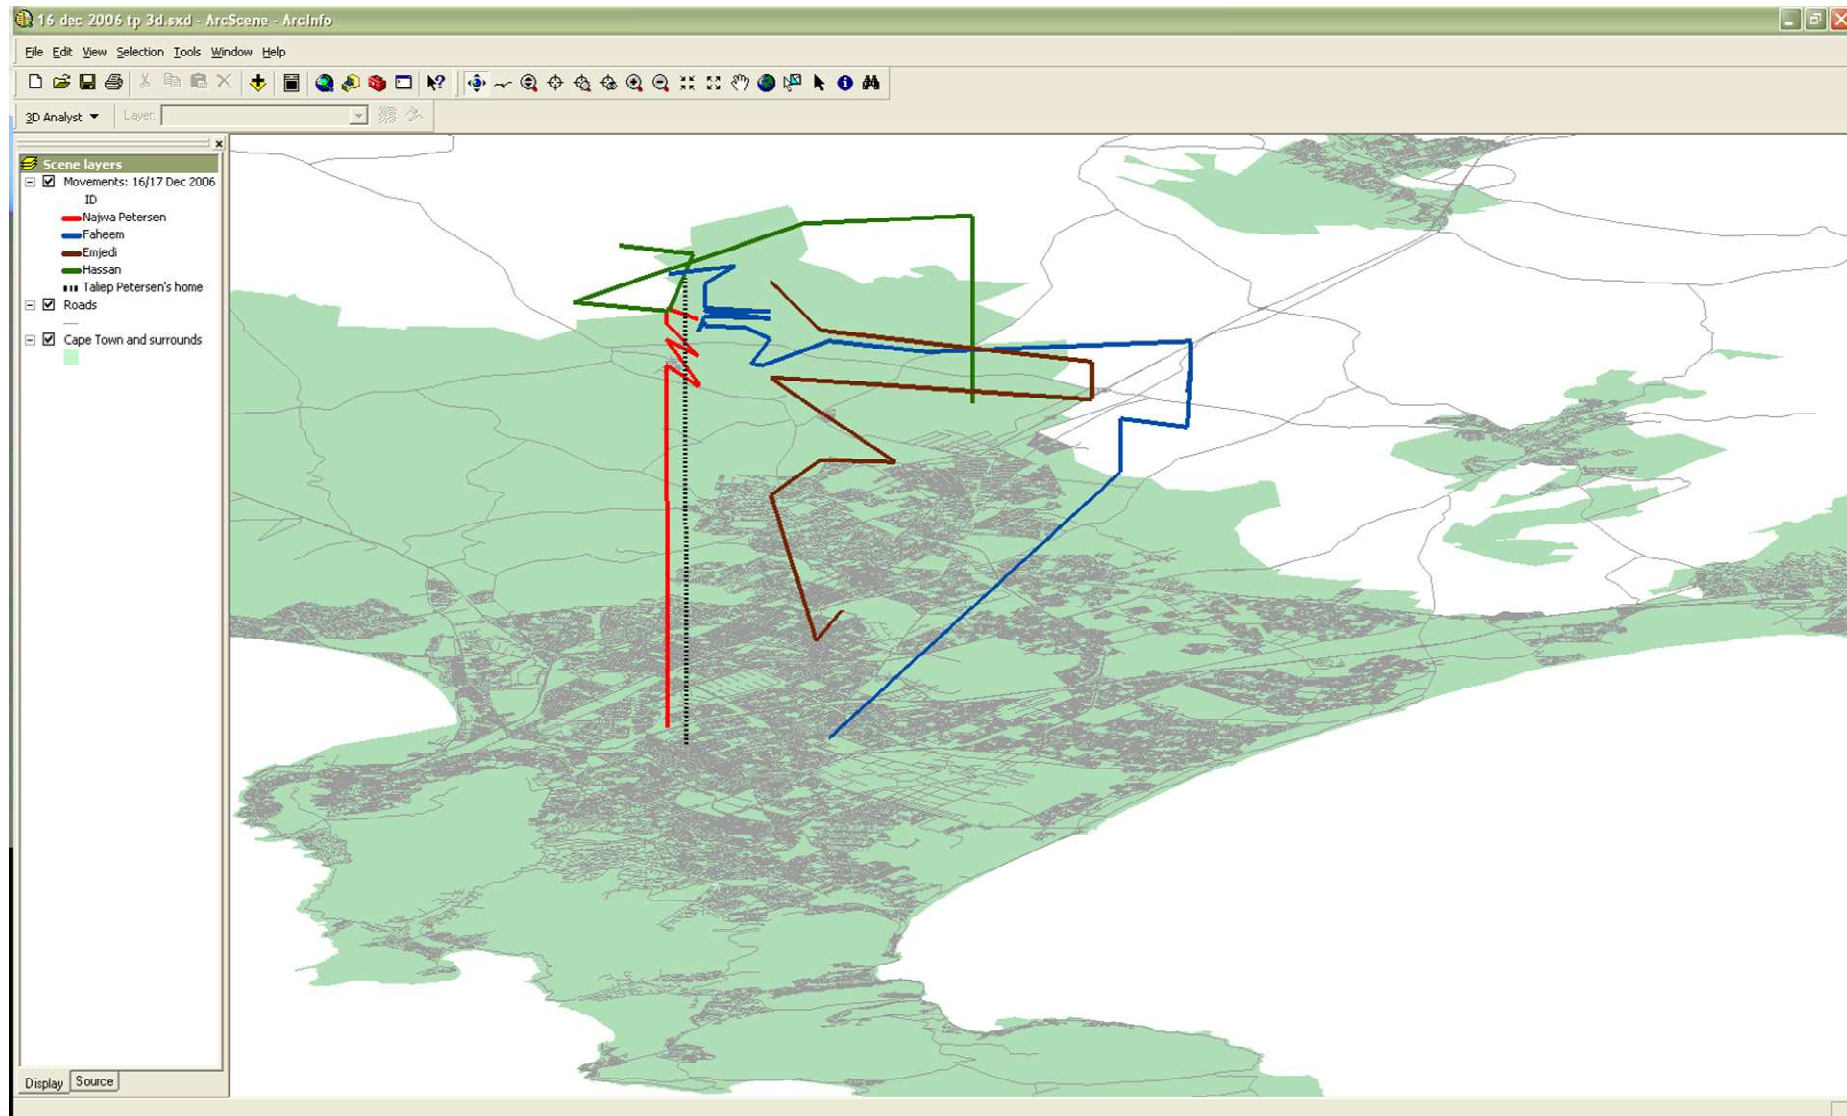 16 dec 2006 tp 3d.sxd - ArcScene - ArcInfo
File Edit View Selection Tools Window Help
3D Analyst Layer:
Scene layers
Movements: 16/17 Dec 2006
ID
Najwa Petersen
Faheem
Emjedi
Hassan
Taliep Petersen's home
Roads
Cape Town and surrounds
Display Source